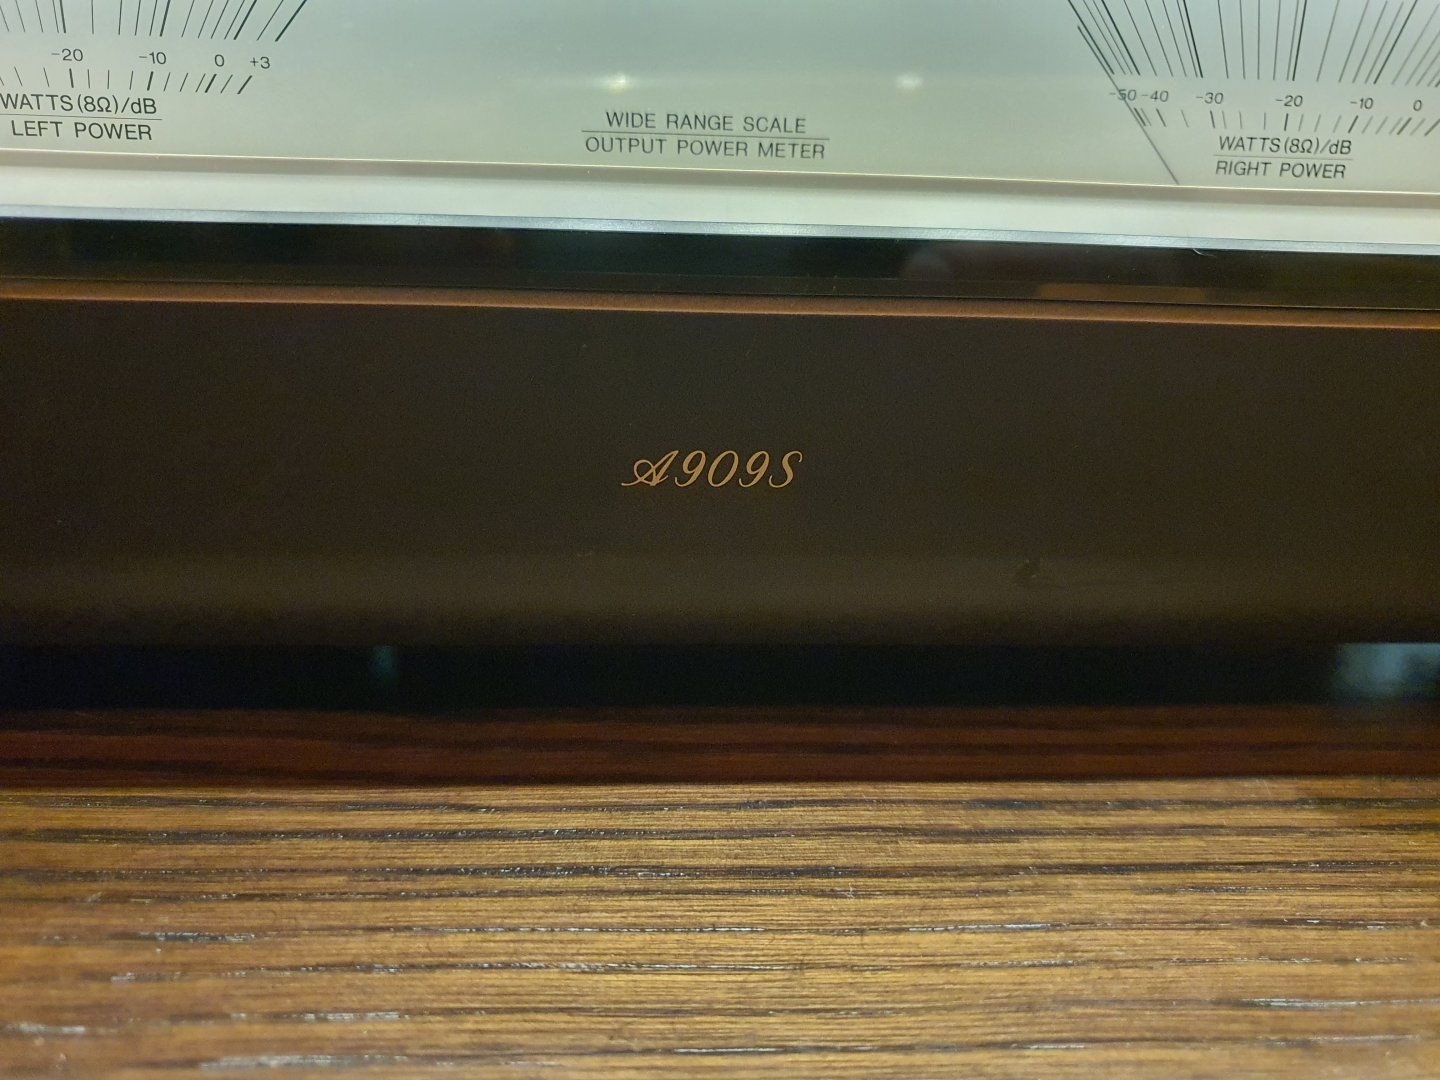 -20 -10 0 +3
WATTS(8Ω)/dB
LEFT POWER
WIDE RANGE SCALE
OUTPUT POWER METER
-50 -40 -30 -20 -10 0
WATTS(8Ω)/dB
RIGHT POWER
A909S